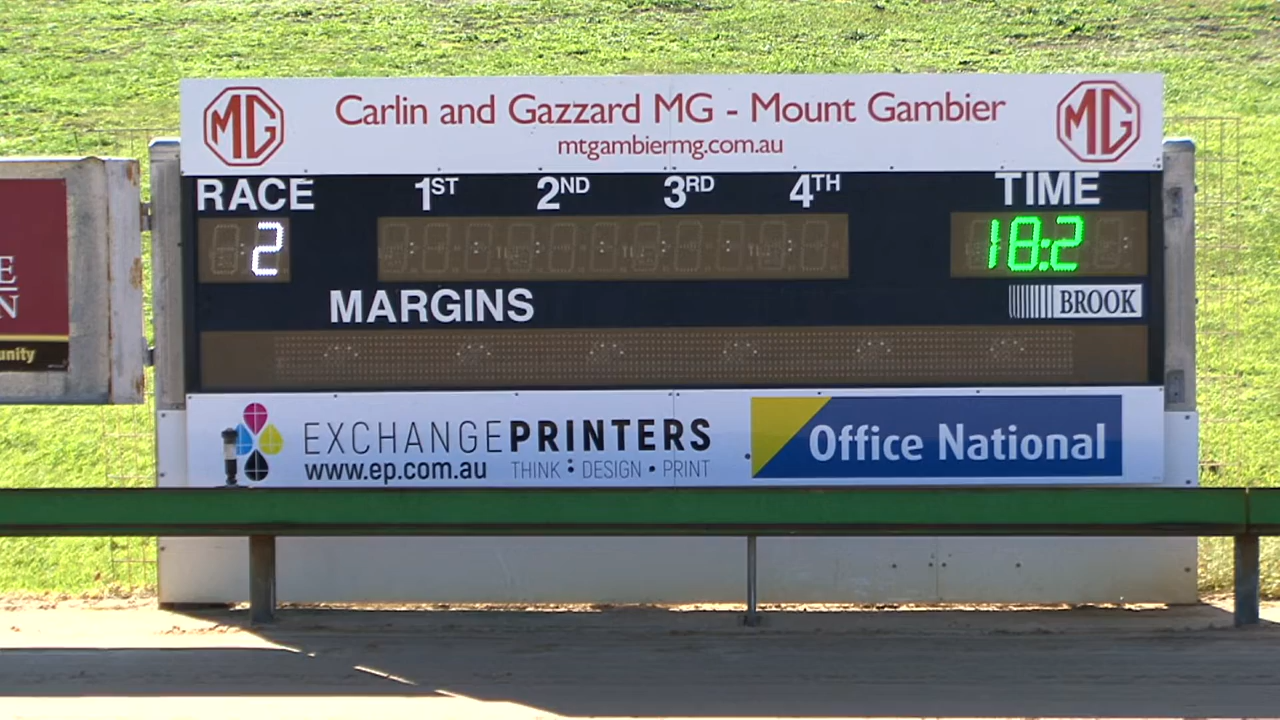 MG Carlin and Gazzard MG - Mount Gambier MG
mtgambiermg.com.au
RACE 1ST 2ND 3RD 4TH TIME
2 18:2
MARGINS BROOK
EXCHANGEPRINTERS Office National
www.ep.com.au THINK • DESIGN • PRINT
E
N
unity